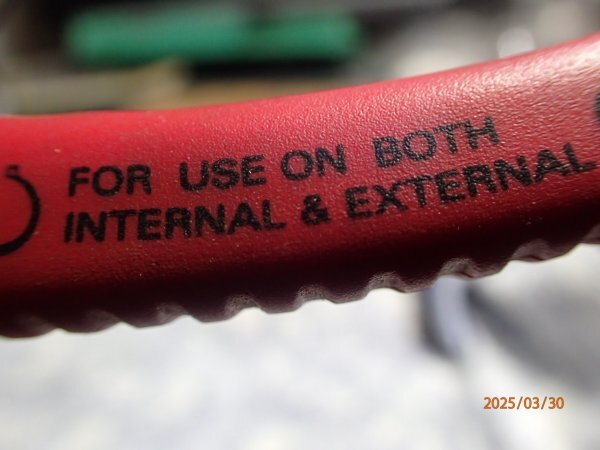 FOR USE ON BOTH
INTERNAL & EXTERNAL
2025/03/30